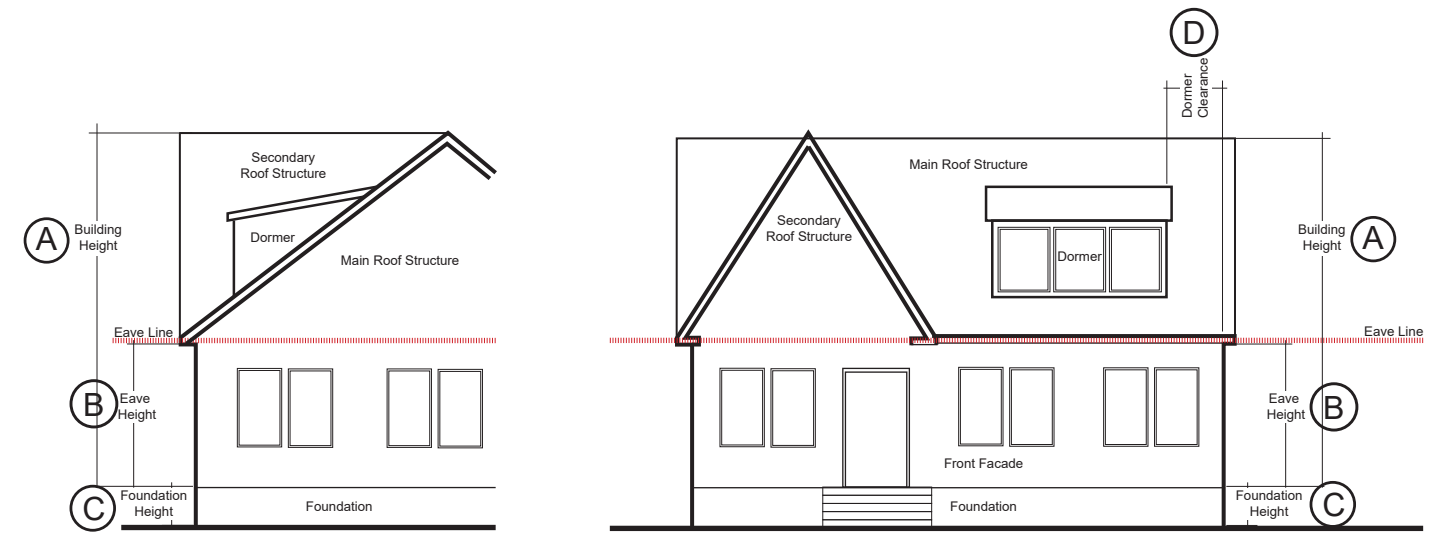 Secondary
Roof Structure
A
Building
Height
Dormer
Main Roof Structure
Eave Line
B
Eave
Height
C
Foundation
Height
Foundation
D
Dormer
Clearance
Main Roof Structure
Secondary
Roof Structure
Dormer
Building
Height
A
Eave Line
Eave
Height
B
Front Facade
Foundation
Foundation
Height
C